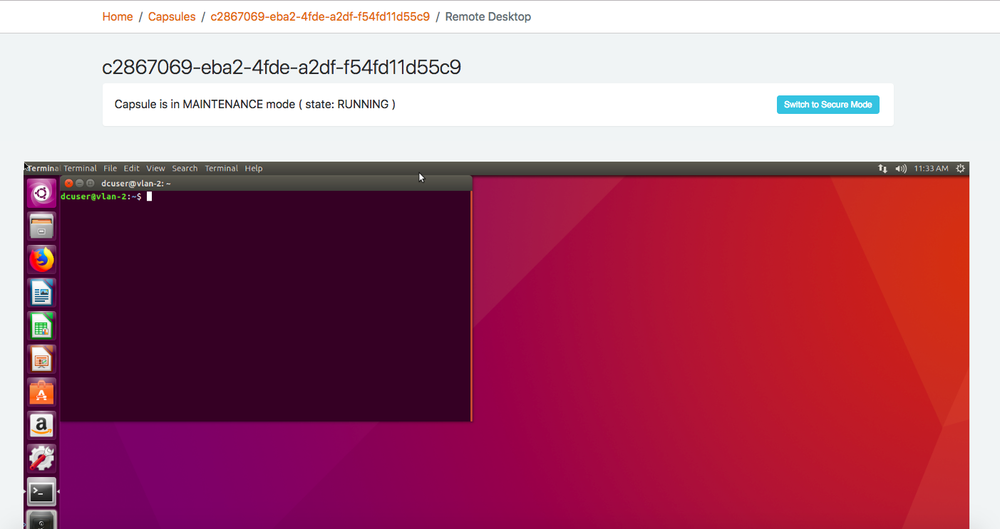 Home / Capsules / c2867069-eba2-4fde-a2df-f54fd11d55c9 / Remote Desktop
c2867069-eba2-4fde-a2df-f54fd11d55c9
Capsule is in MAINTENANCE mode ( state: RUNNING )
Switch to Secure Mode
Termina Terminal File Edit View Search Terminal Help
11:33 AM
dcuser@vlan-2: ~
dcuser@vlan-2:~$
A
a
>_